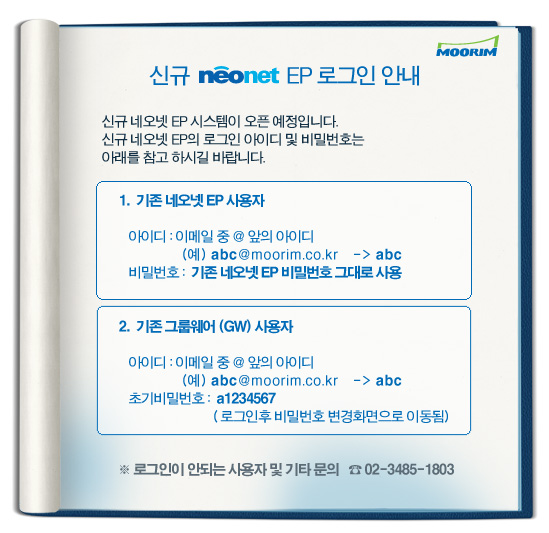 MOORIM
신규 neonet EP 로그인 안내
신규 네오넷 EP 시스템이 오픈 예정입니다.
신규 네오넷 EP의 로그인 아이디 및 비밀번호는
아래를 참고 하시길 바랍니다.
1. 기존 네오넷 EP 사용자
아이디 : 이메일 중 @ 앞의 아이디
(예) abc@moorim.co.kr -> abc
비밀번호 : 기존 네오넷 EP 비밀번호 그대로 사용
2. 기존 그룹웨어 (GW) 사용자
아이디 : 이메일 중 @ 앞의 아이디
(예) abc@moorim.co.kr -> abc
초기비밀번호 : a1234567
( 로그인후 비밀번호 변경화면으로 이동됨)
※ 로그인이 안되는 사용자 및 기타 문의 ☎ 02-3485-1803